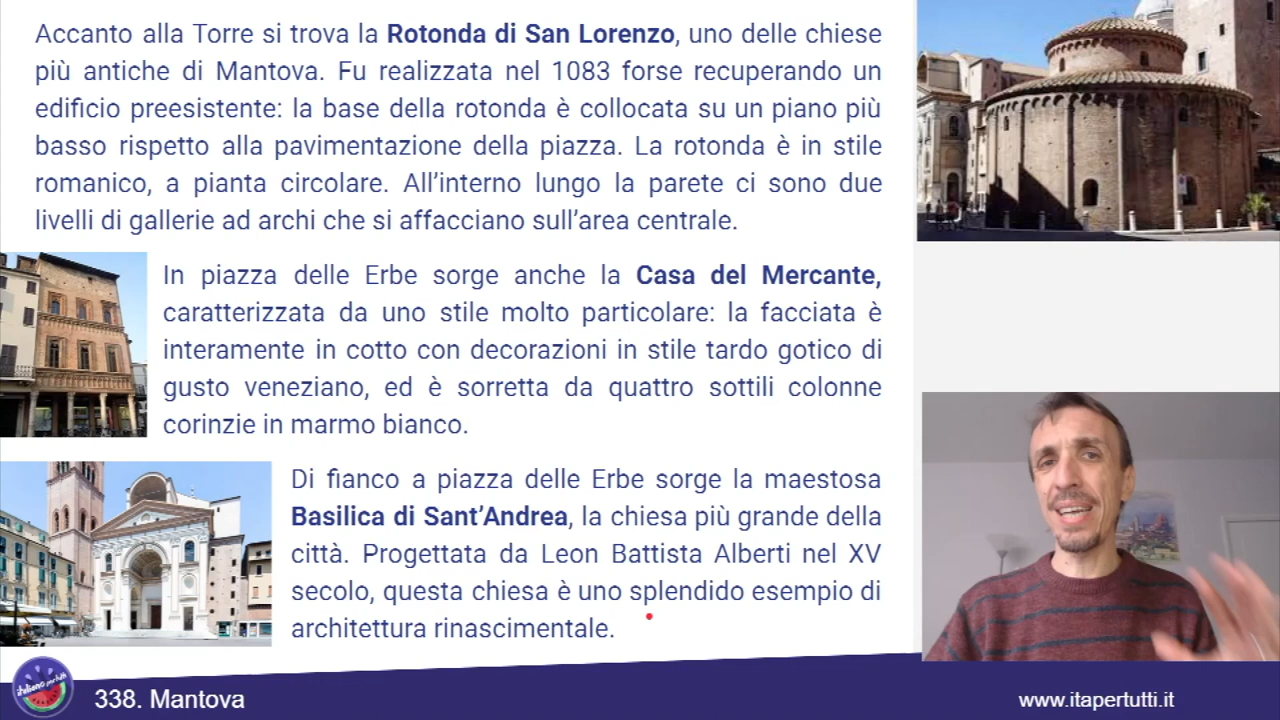 Accanto alla Torre si trova la Rotonda di San Lorenzo, uno delle chiese
più antiche di Mantova. Fu realizzata nel 1083 forse recuperando un
edificio preesistente: la base della rotonda è collocata su un piano più
basso rispetto alla pavimentazione della piazza. La rotonda è in stile
romanico, a pianta circolare. All’interno lungo la parete ci sono due
livelli di gallerie ad archi che si affacciano sull’area centrale.
In piazza delle Erbe sorge anche la Casa del Mercante,
caratterizzata da uno stile molto particolare: la facciata è
interamente in cotto con decorazioni in stile tardo gotico di
gusto veneziano, ed è sorretta da quattro sottili colonne
corinzie in marmo bianco.
Di fianco a piazza delle Erbe sorge la maestosa
Basilica di Sant’Andrea, la chiesa più grande della
città. Progettata da Leon Battista Alberti nel XV
secolo, questa chiesa è uno splendido esempio di
architettura rinascimentale.
italiano per tutti
338. Mantova
www.itapertutti.it